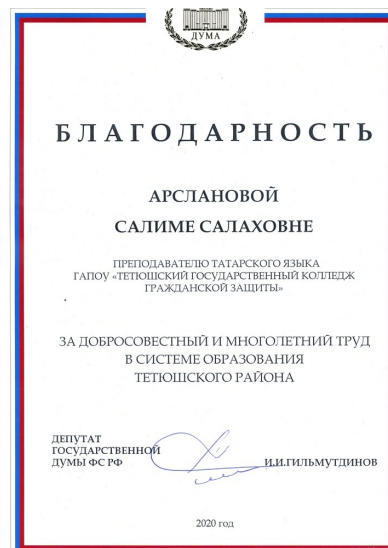 ДУМА
БЛАГОДАРНОСТЬ
АРСЛАНОВОЙ
САЛИМЕ САЛАХОВНЕ
ПРЕПОДАВАТЕЛЮ ТАТАРСКОГО ЯЗЫКА
ГАПОУ «ТЕТЮШСКИЙ ГОСУДАРСТВЕННЫЙ КОЛЛЕДЖ
ГРАЖДАНСКОЙ ЗАЩИТЫ»
ЗА ДОБРОСОВЕСТНЫЙ И МНОГОЛЕТНИЙ ТРУД
В СИСТЕМЕ ОБРАЗОВАНИЯ
ТЕТЮШСКОГО РАЙОНА
ДЕПУТАТ
ГОСУДАРСТВЕННОЙ
ДУМЫ ФС РФ И.И.ГИЛЬМУТДИНОВ
2020 год